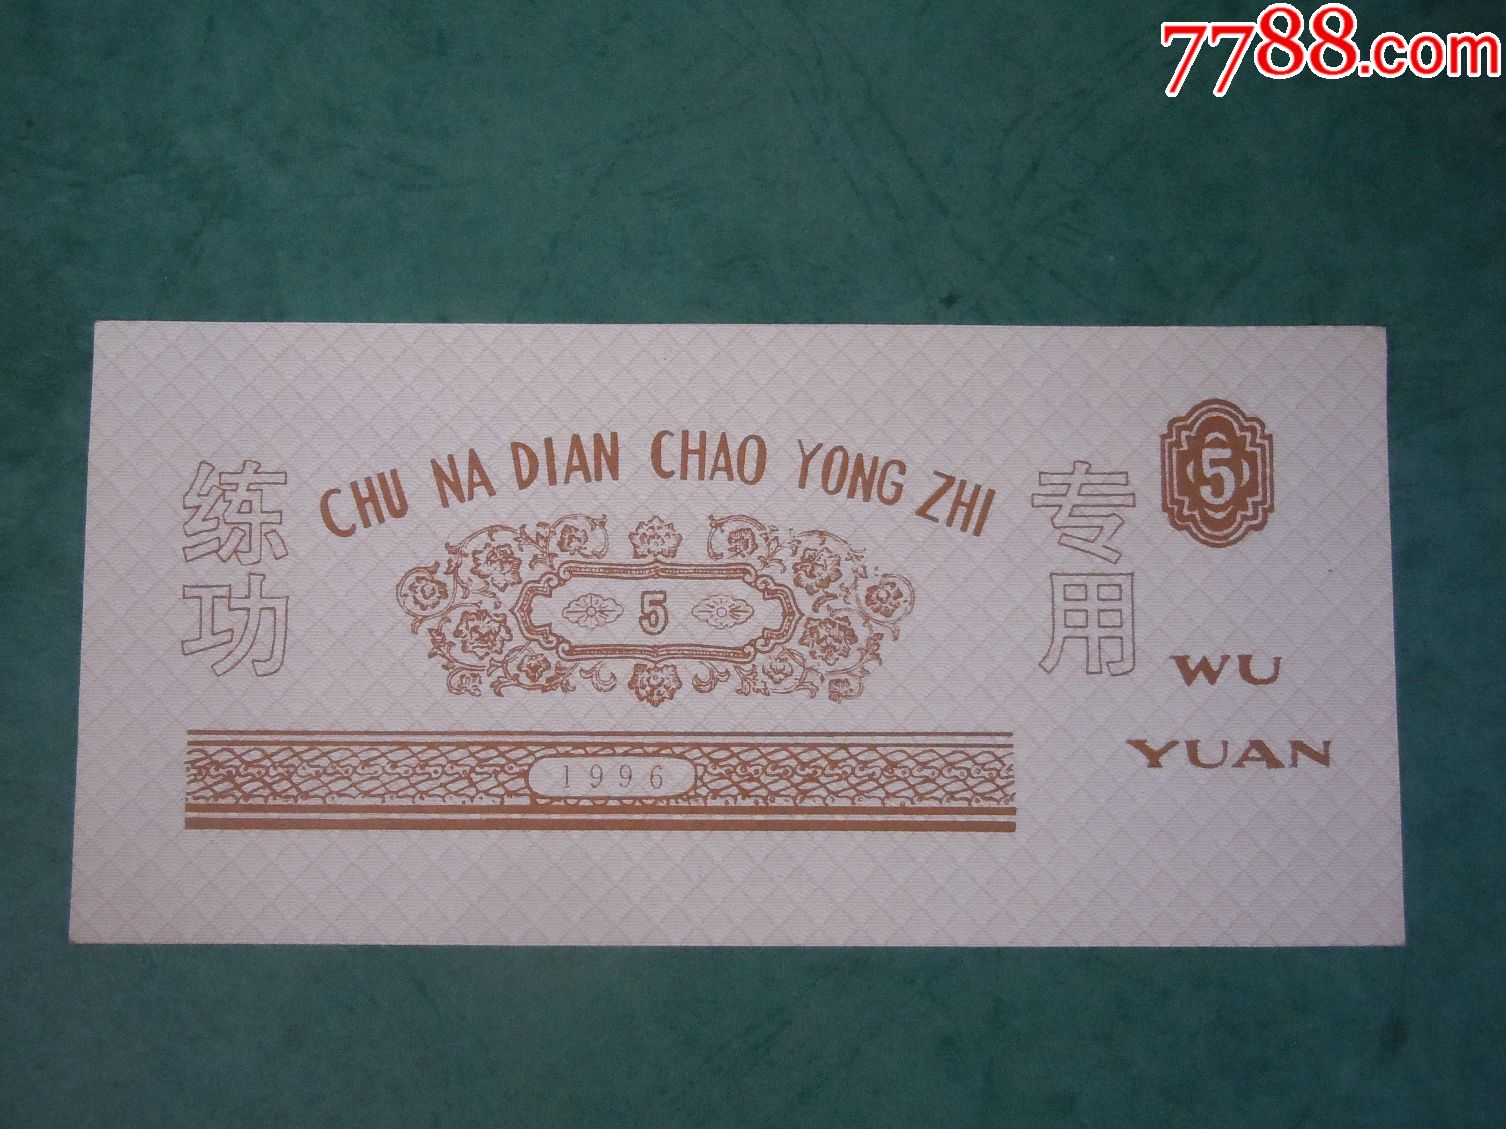 7788.com
CHU NA DIAN CHAO YONG ZHI
练功
专用
5
5
WU
YUAN
1996